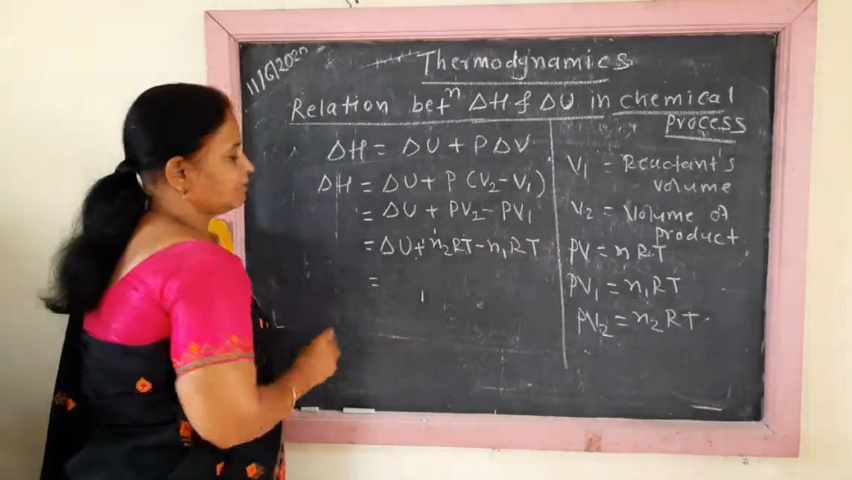 11/6/2020
Thermodynamics
Relation betⁿ ΔH & ΔU in chemical
process
ΔH = ΔU + PΔV
ΔH = ΔU + P (V₂ - V₁)
= ΔU + PV₂ - PV₁
= ΔU + n₂RT - n₁RT
=
V₁ = Reactant's
volume
V₂ = Volume of
product
PV = nRT
PV₁ = n₁RT
PV₂ = n₂RT